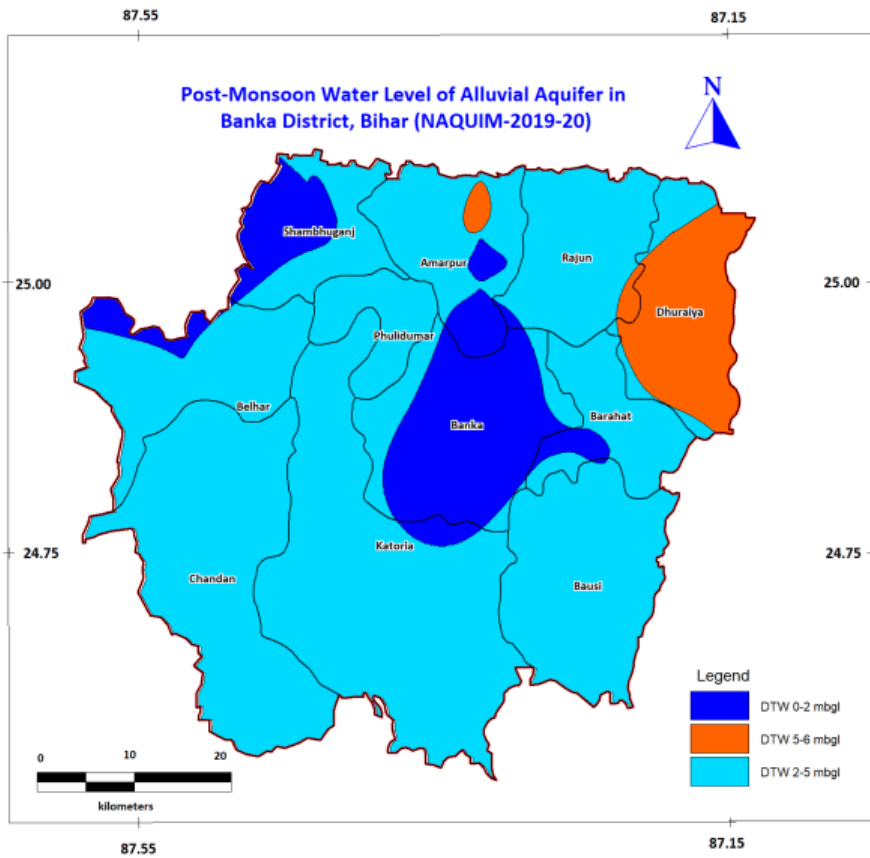 87.55
87.15
Post-Monsoon Water Level of Alluvial Aquifer in
Banka District, Bihar (NAQUIM-2019-20)
N
Shambhuganj
Amarpur
Rajun
25.00
25.00
Dhuraiya
Phulidumar
Belhar
Barahat
Banka
Katoria
24.75
24.75
Chandan
Bausi
Legend
DTW 0-2 mbgl
DTW 5-6 mbgl
DTW 2-5 mbgl
0 10 20
kilometers
87.55
87.15